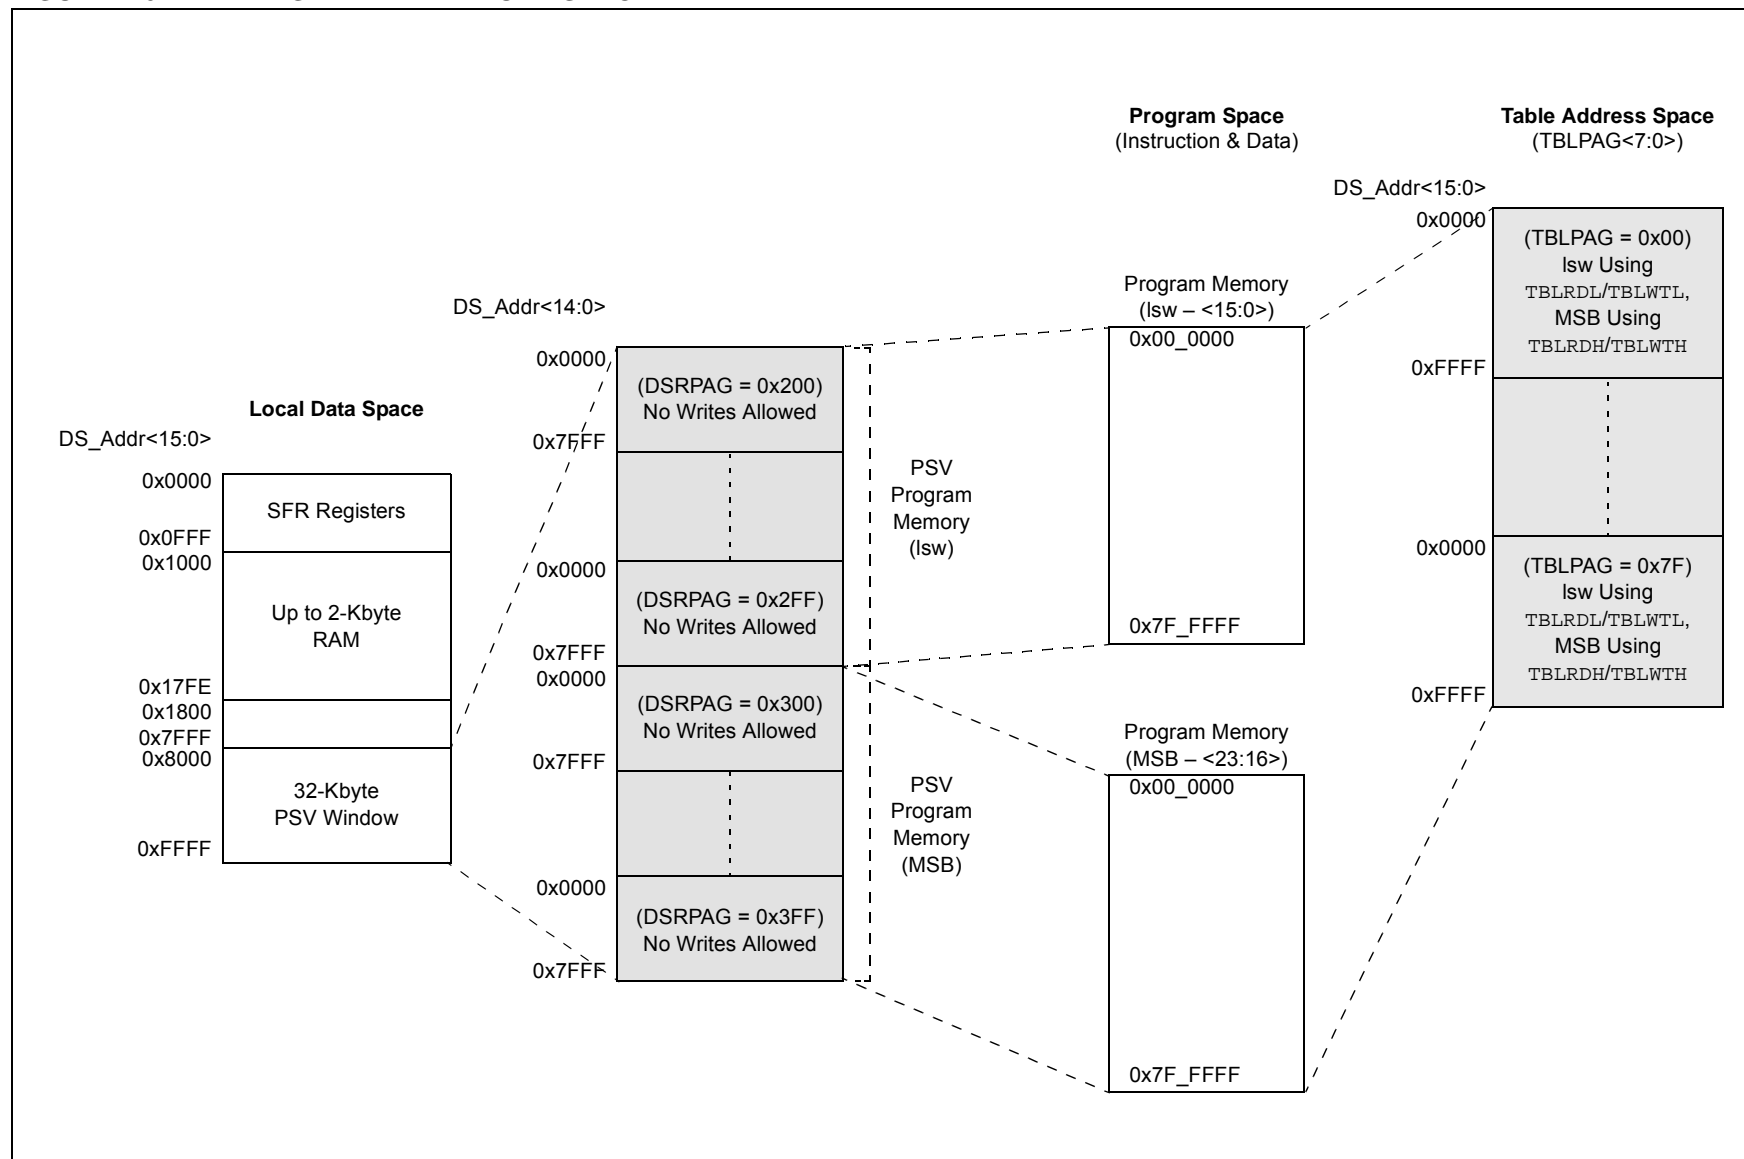 Local Data Space
DS_Addr<15:0>
0x0000
SFR Registers
0x0FFF
0x1000
Up to 2-Kbyte
RAM
0x17FE
0x1800
0x7FFF
0x8000
32-Kbyte
PSV Window
0xFFFF
DS_Addr<14:0>
0x0000
(DSRPAG = 0x200)
No Writes Allowed
0x7FFF
0x0000
(DSRPAG = 0x2FF)
No Writes Allowed
0x7FFF
0x0000
(DSRPAG = 0x300)
No Writes Allowed
0x7FFF
0x0000
(DSRPAG = 0x3FF)
No Writes Allowed
0x7FFF
PSV
Program
Memory
(lsw)
PSV
Program
Memory
(MSB)
Program Space
(Instruction & Data)
Program Memory
(lsw – <15:0>)
0x00_0000
0x7F_FFFF
Program Memory
(MSB – <23:16>)
0x00_0000
0x7F_FFFF
Table Address Space
(TBLPAG<7:0>)
DS_Addr<15:0>
0x0000
(TBLPAG = 0x00)
lsw Using
TBLRDL/TBLWTL,
MSB Using
TBLRDH/TBLWTH
0xFFFF
0x0000
(TBLPAG = 0x7F)
lsw Using
TBLRDL/TBLWTL,
MSB Using
TBLRDH/TBLWTH
0xFFFF